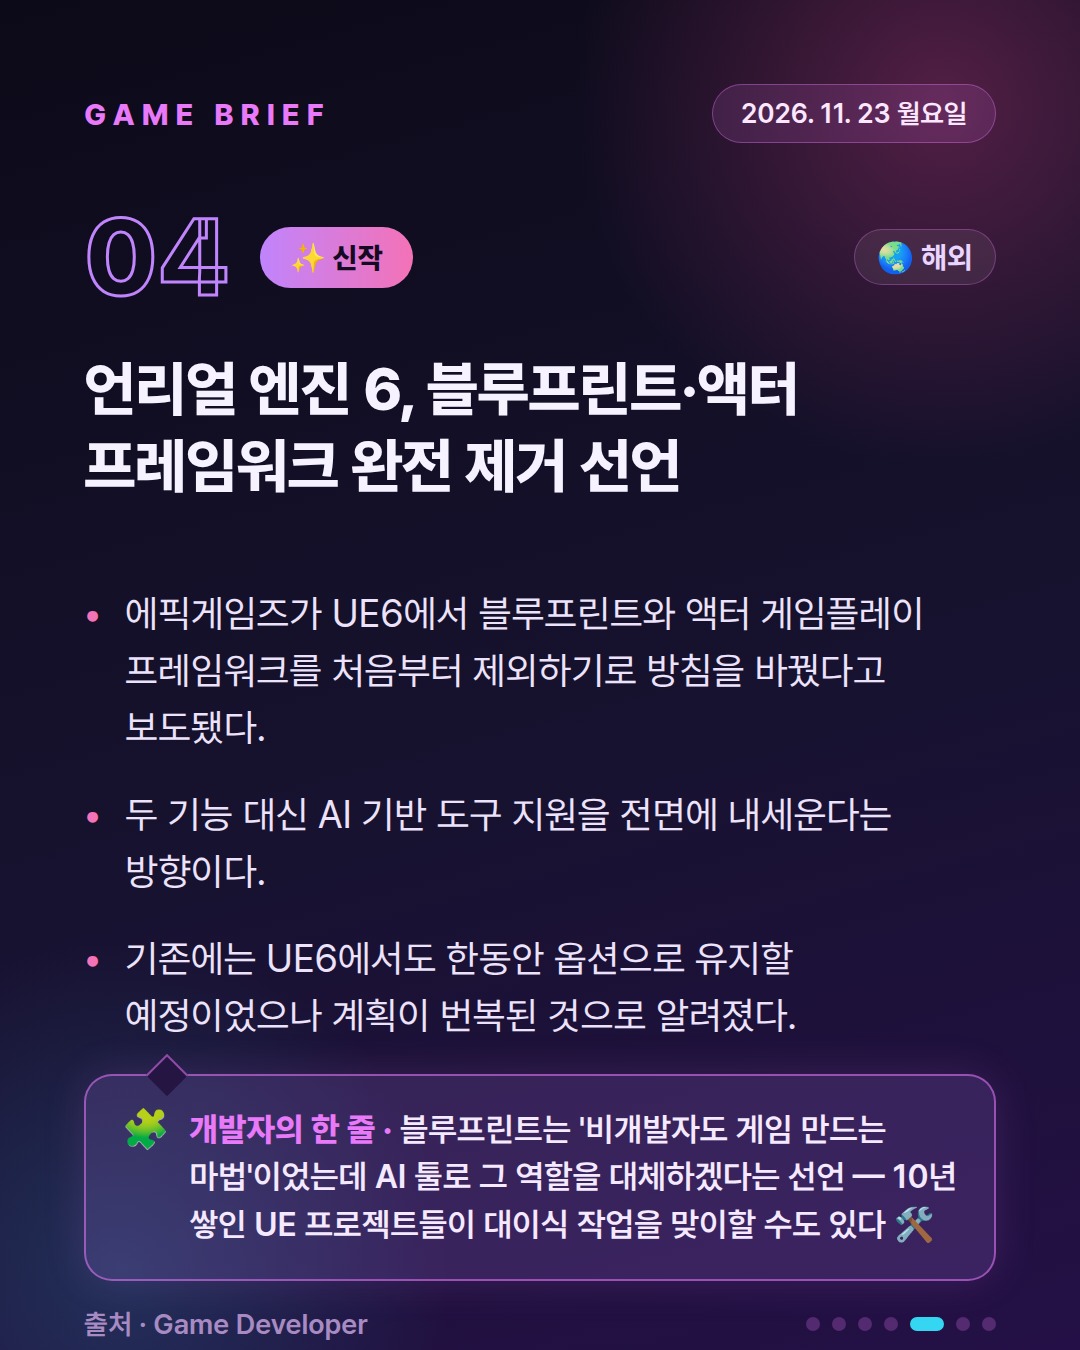 GAME BRIEF
2026. 11. 23 월요일
04
✨ 신작
🌏 해외
언리얼 엔진 6, 블루프린트·액터
프레임워크 완전 제거 선언
• 에픽게임즈가 UE6에서 블루프린트와 액터 게임플레이
프레임워크를 처음부터 제외하기로 방침을 바꿨다고
보도됐다.
• 두 기능 대신 AI 기반 도구 지원을 전면에 내세운다는
방향이다.
• 기존에는 UE6에서도 한동안 옵션으로 유지할
예정이었으나 계획이 번복된 것으로 알려졌다.
🧩 개발자의 한 줄 · 블루프린트는 '비개발자도 게임 만드는
마법'이었는데 AI 툴로 그 역할을 대체하겠다는 선언 — 10년
쌓인 UE 프로젝트들이 대이식 작업을 맞이할 수도 있다 🛠️
출처 · Game Developer